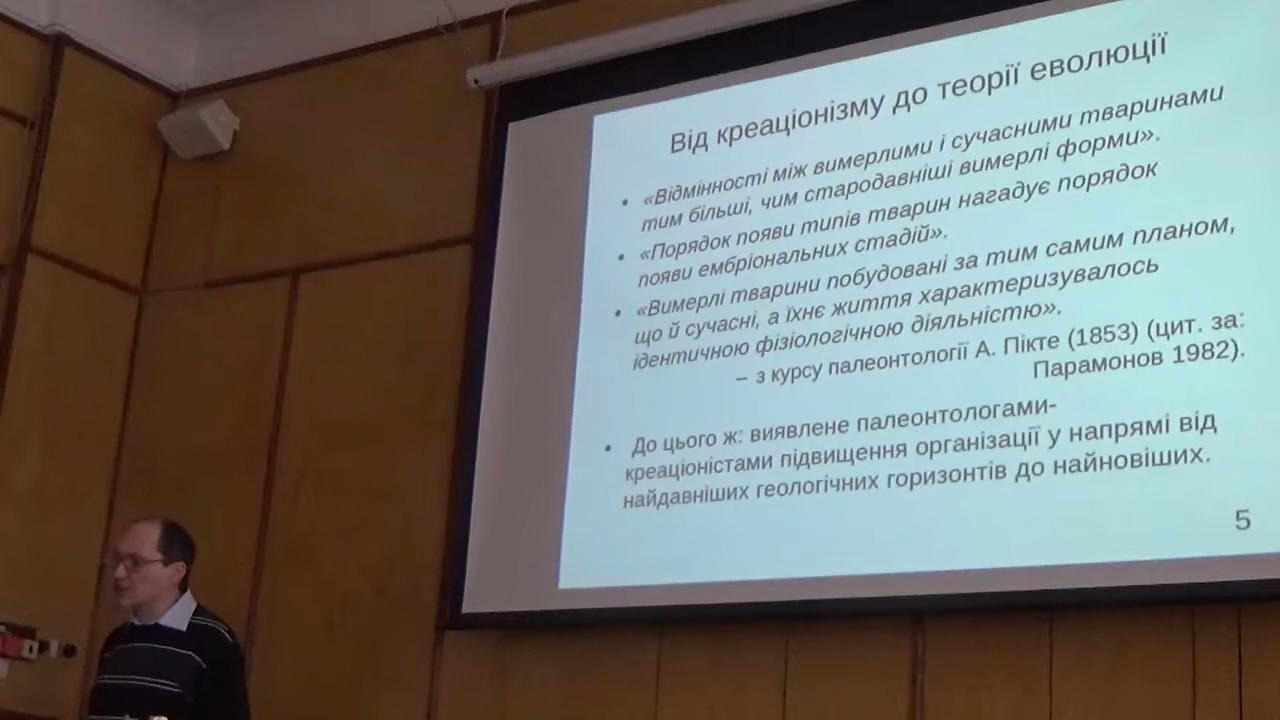 Від креаціонізму до теорії еволюції
• «Відмінності між вимерлими і сучасними тваринами
тим більші, чим стародавніші вимерлі форми».
• «Порядок появи типів тварин нагадує порядок
появи ембріональних стадій».
• «Вимерлі тварини побудовані за тим самим планом,
що й сучасні, а їхнє життя характеризувалось
ідентичною фізіологічною діяльністю».
– з курсу палеонтології А. Пікте (1853) (цит. за:
Парамонов 1982).
• До цього ж: виявлене палеонтологами-
креаціоністами підвищення організації у напрямі від
найдавніших геологічних горизонтів до найновіших.
5